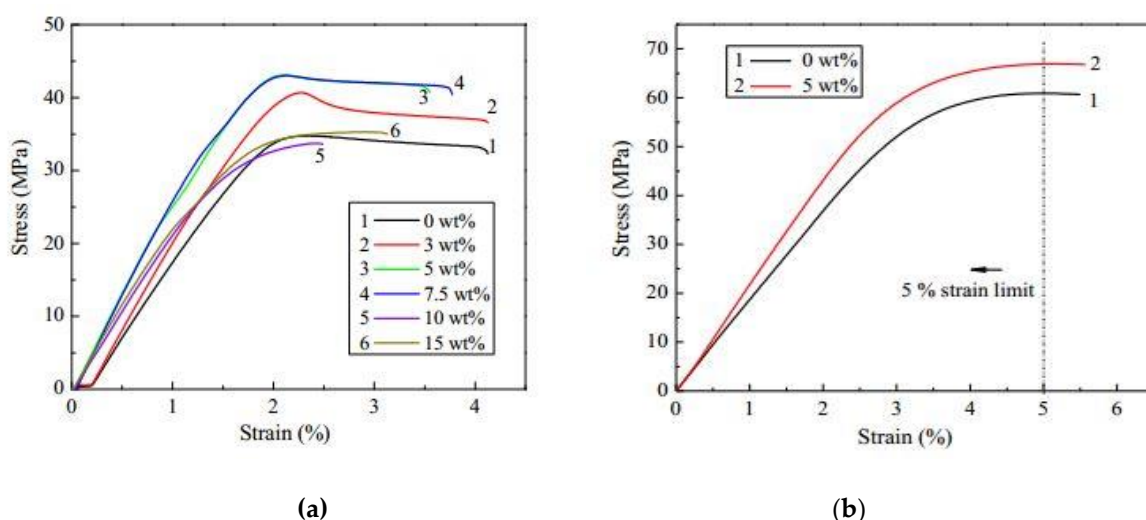 50
40
30
20
10
0
Stress (MPa)
0 1 2 3 4
Strain (%)
1 2 3 4 5 6
1 0 wt%
2 3 wt%
3 5 wt%
4 7.5 wt%
5 10 wt%
6 15 wt%
(a)
70
60
50
40
30
20
10
0
Stress (MPa)
0 1 2 3 4 5 6
Strain (%)
1 0 wt%
2 5 wt%
2
1
5 % strain limit
(b)